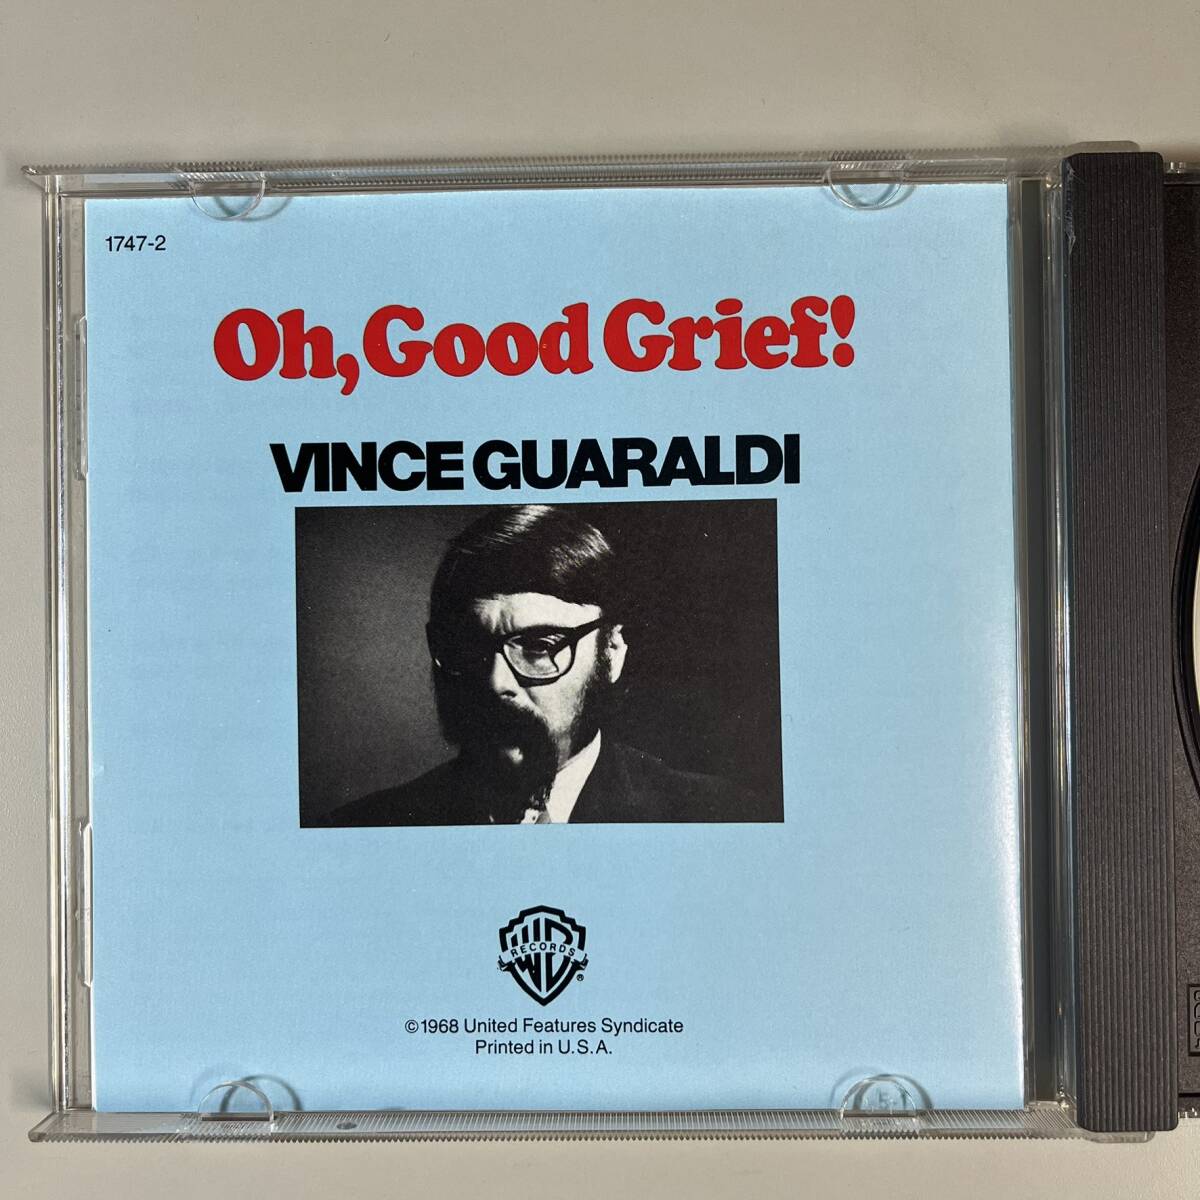 1747-2
Oh, Good Grief!
VINCE GUARALDI
RECORDS
®
©1968 United Features Syndicate
Printed in U.S.A.